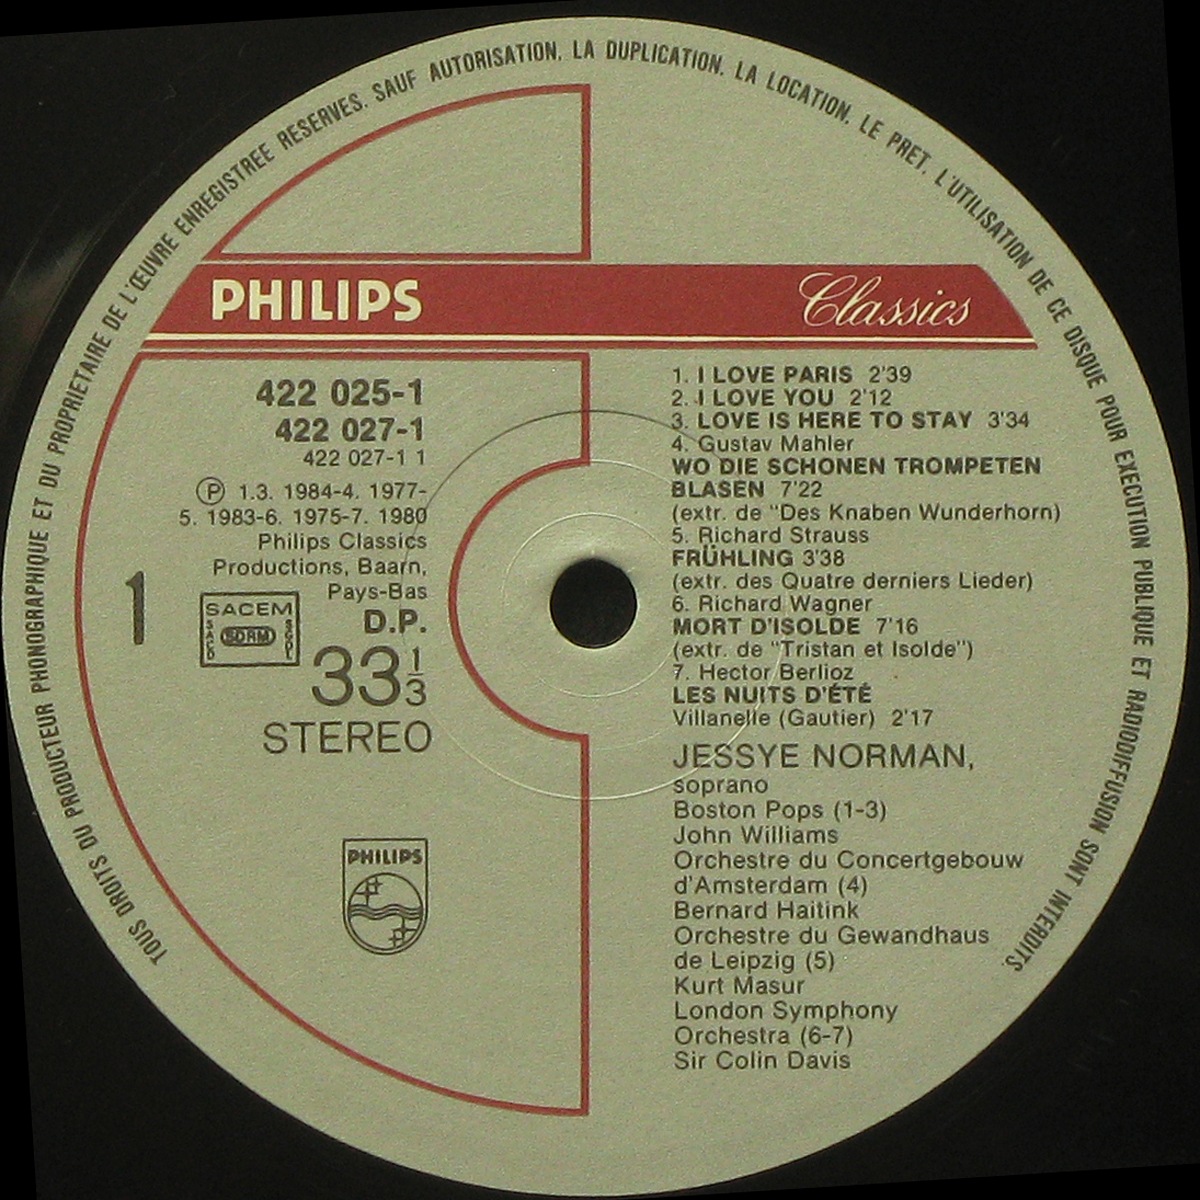 TOUS DROITS DU PRODUCTEUR PHONOGRAPHIQUE ET DU PROPRIETAIRE DE L'ŒUVRE ENREGISTREE RESERVES. SAUF AUTORISATION, LA DUPLICATION, LA LOCATION, LE PRET, L'UTILISATION DE CE DISQUE POUR EXECUTION PUBLIQUE ET RADIODIFFUSION SONT INTERDITS.
PHILIPS Classics
422 025-1
422 027-1
422 027-1 1
Ⓟ 1.3. 1984-4. 1977-
5. 1983-6. 1975-7. 1980
Philips Classics
Productions, Baarn,
Pays-Bas
1
SACEM
SACD SDRM SGDL
D.P.
33 1/3
STEREO
PHILIPS
1. I LOVE PARIS 2'39
2. I LOVE YOU 2'12
3. LOVE IS HERE TO STAY 3'34
4. Gustav Mahler
WO DIE SCHONEN TROMPETEN
BLASEN 7'22
(extr. de "Des Knaben Wunderhorn)
5. Richard Strauss
FRÜHLING 3'38
(extr. des Quatre derniers Lieder)
6. Richard Wagner
MORT D'ISOLDE 7'16
(extr. de "Tristan et Isolde")
7. Hector Berlioz
LES NUITS D'ÉTÉ
Villanelle (Gautier) 2'17
JESSYE NORMAN,
soprano
Boston Pops (1-3)
John Williams
Orchestre du Concertgebouw
d'Amsterdam (4)
Bernard Haitink
Orchestre du Gewandhaus
de Leipzig (5)
Kurt Masur
London Symphony
Orchestra (6-7)
Sir Colin Davis